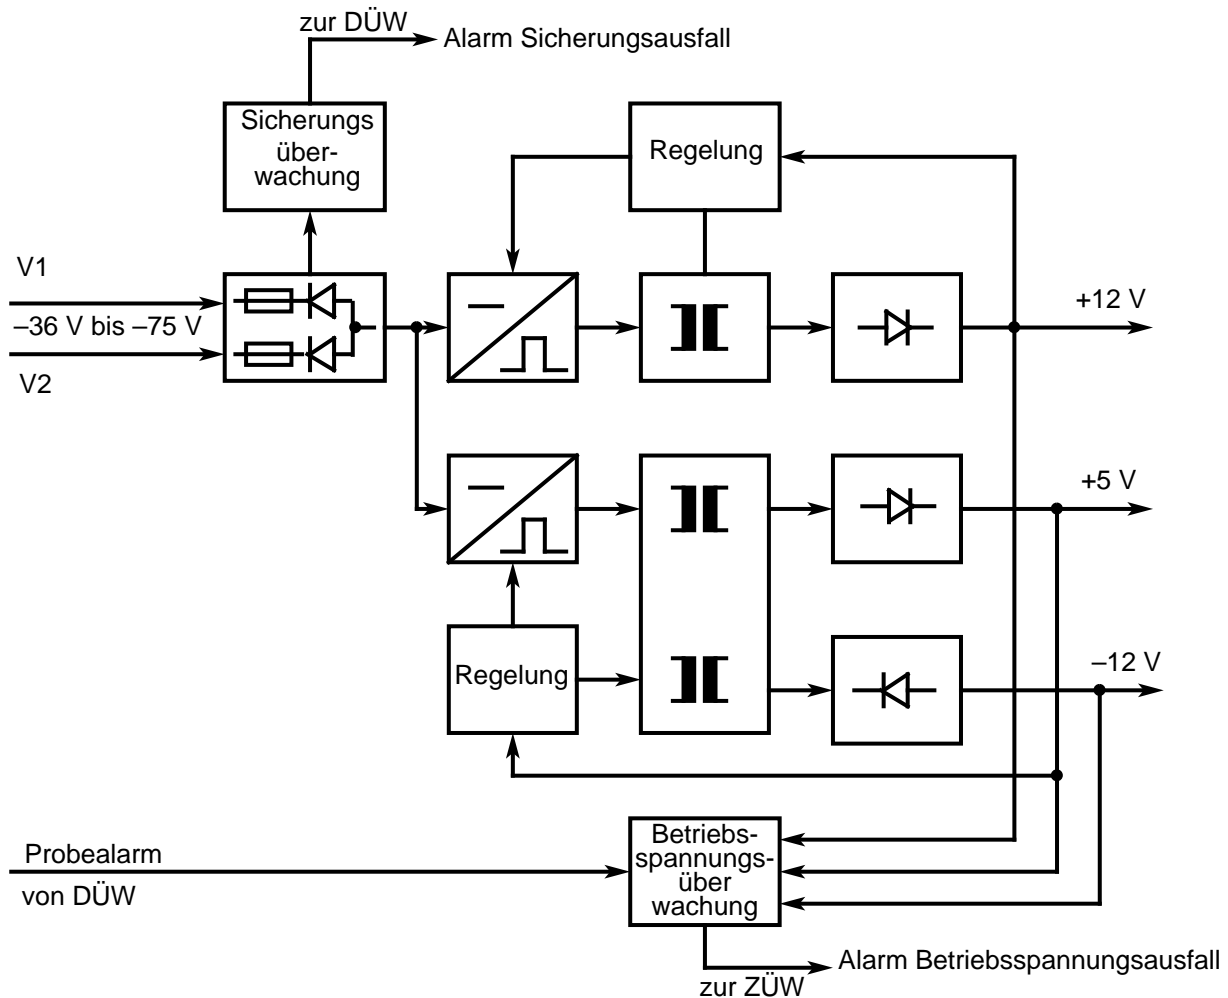 zur DÜW
Alarm Sicherungsausfall
Sicherungs
über-
wachung
Regelung
V1
–36 V bis –75 V
V2
+12 V
+5 V
Regelung
–12 V
Probealarm
von DÜW
Betriebs-
spannungs-
über
wachung
Alarm Betriebsspannungsausfall
zur ZÜW